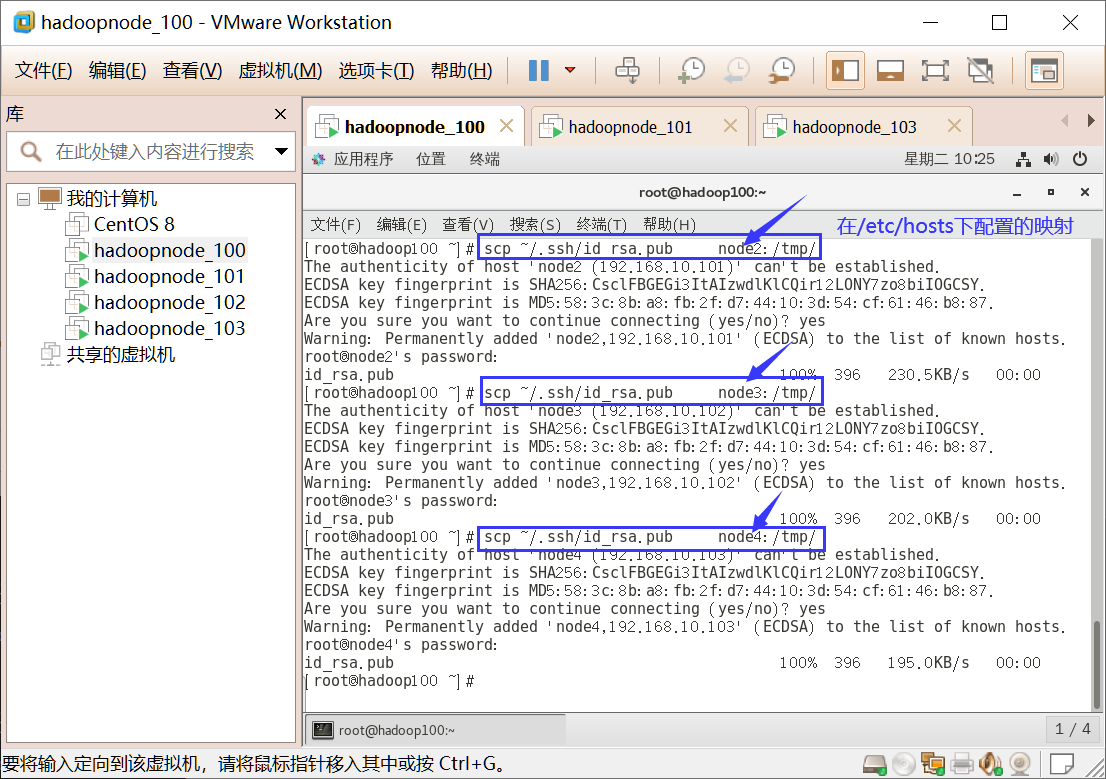 hadoopnode_100 - VMware Workstation
文件(F) 编辑(E) 查看(V) 虚拟机(M) 选项卡(T) 帮助(H)
库
在此处键入内容进行搜索
我的计算机
CentOS 8
hadoopnode_100
hadoopnode_101
hadoopnode_102
hadoopnode_103
共享的虚拟机
hadoopnode_100 hadoopnode_101 hadoopnode_103
应用程序 位置 终端 星期二 10:25
root@hadoop100:~
文件(F) 编辑(E) 查看(V) 搜索(S) 终端(T) 帮助(H)
在/etc/hosts下配置的映射
[root@hadoop100 ~]# scp ~/.ssh/id_rsa.pub node2:/tmp/
The authenticity of host 'node2 (192.168.10.101)' can't be established.
ECDSA key fingerprint is SHA256:CsclFBGEGi3ItAIzwdlKlCQir12LONY7zo8biIOGCSY.
ECDSA key fingerprint is MD5:58:3c:8b:a8:fb:2f:d7:44:10:3d:54:cf:61:46:b8:87.
Are you sure you want to continue connecting (yes/no)? yes
Warning: Permanently added 'node2,192.168.10.101' (ECDSA) to the list of known hosts.
root@node2's password:
id_rsa.pub 100% 396 230.5KB/s 00:00
[root@hadoop100 ~]# scp ~/.ssh/id_rsa.pub node3:/tmp/
The authenticity of host 'node3 (192.168.10.102)' can't be established.
ECDSA key fingerprint is SHA256:CsclFBGEGi3ItAIzwdlKlCQir12LONY7zo8biIOGCSY.
ECDSA key fingerprint is MD5:58:3c:8b:a8:fb:2f:d7:44:10:3d:54:cf:61:46:b8:87.
Are you sure you want to continue connecting (yes/no)? yes
Warning: Permanently added 'node3,192.168.10.102' (ECDSA) to the list of known hosts.
root@node3's password:
id_rsa.pub 100% 396 202.0KB/s 00:00
[root@hadoop100 ~]# scp ~/.ssh/id_rsa.pub node4:/tmp/
The authenticity of host 'node4 (192.168.10.103)' can't be established.
ECDSA key fingerprint is SHA256:CsclFBGEGi3ItAIzwdlKlCQir12LONY7zo8biIOGCSY.
ECDSA key fingerprint is MD5:58:3c:8b:a8:fb:2f:d7:44:10:3d:54:cf:61:46:b8:87.
Are you sure you want to continue connecting (yes/no)? yes
Warning: Permanently added 'node4,192.168.10.103' (ECDSA) to the list of known hosts.
root@node4's password:
id_rsa.pub 100% 396 195.0KB/s 00:00
[root@hadoop100 ~]#
root@hadoop100:~ 1 / 4
要将输入定向到该虚拟机，请将鼠标指针移入其中或按 Ctrl+G。